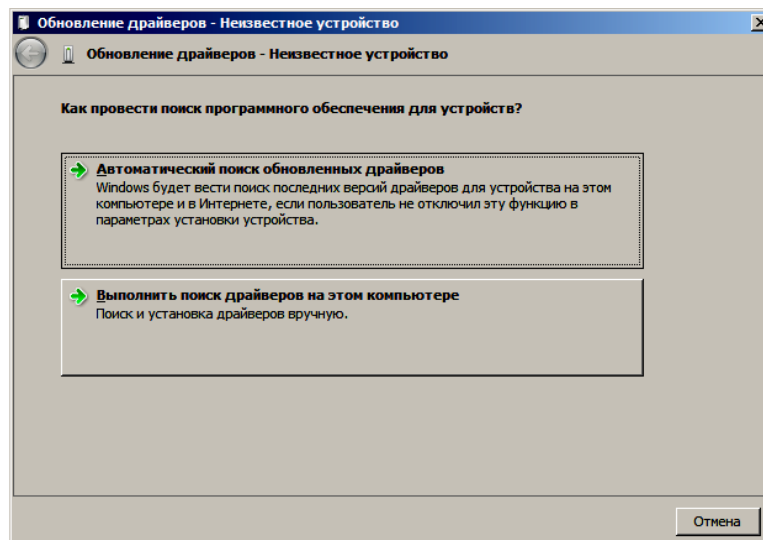 Обновление драйверов - Неизвестное устройство
Обновление драйверов - Неизвестное устройство
Как провести поиск программного обеспечения для устройств?
Автоматический поиск обновленных драйверов
Windows будет вести поиск последних версий драйверов для устройства на этом
компьютере и в Интернете, если пользователь не отключил эту функцию в
параметрах установки устройства.
Выполнить поиск драйверов на этом компьютере
Поиск и установка драйверов вручную.
Отмена